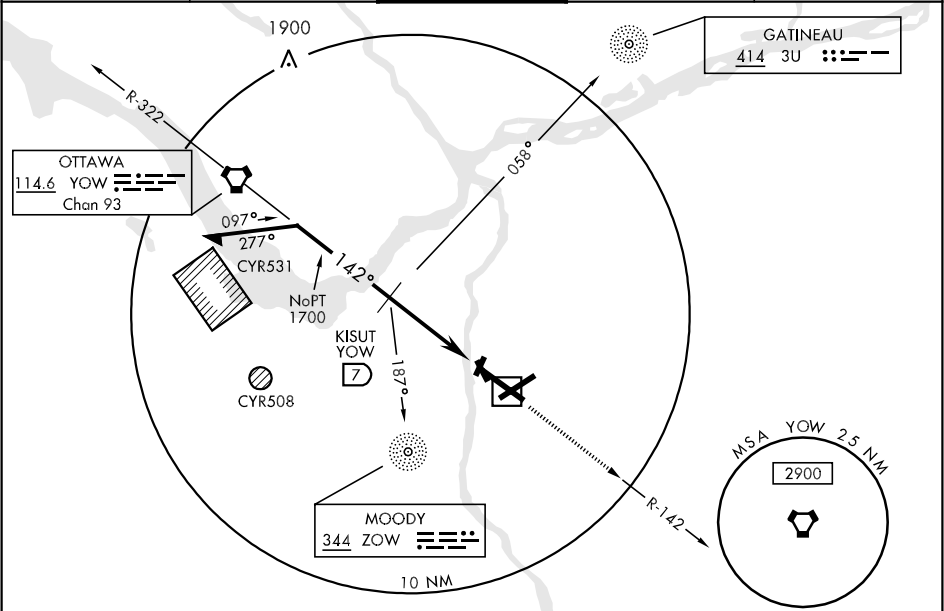 1900
GATINEAU
414 3U
R-322
OTTAWA
114.6 YOW
Chan 93
058°
097°
277°
CYR531
142°
NoPT
1700
KISUT
YOW
7
187°
CYR508
MOODY
344 ZOW
10 NM
R-142
MSA YOW 25 NM
2900